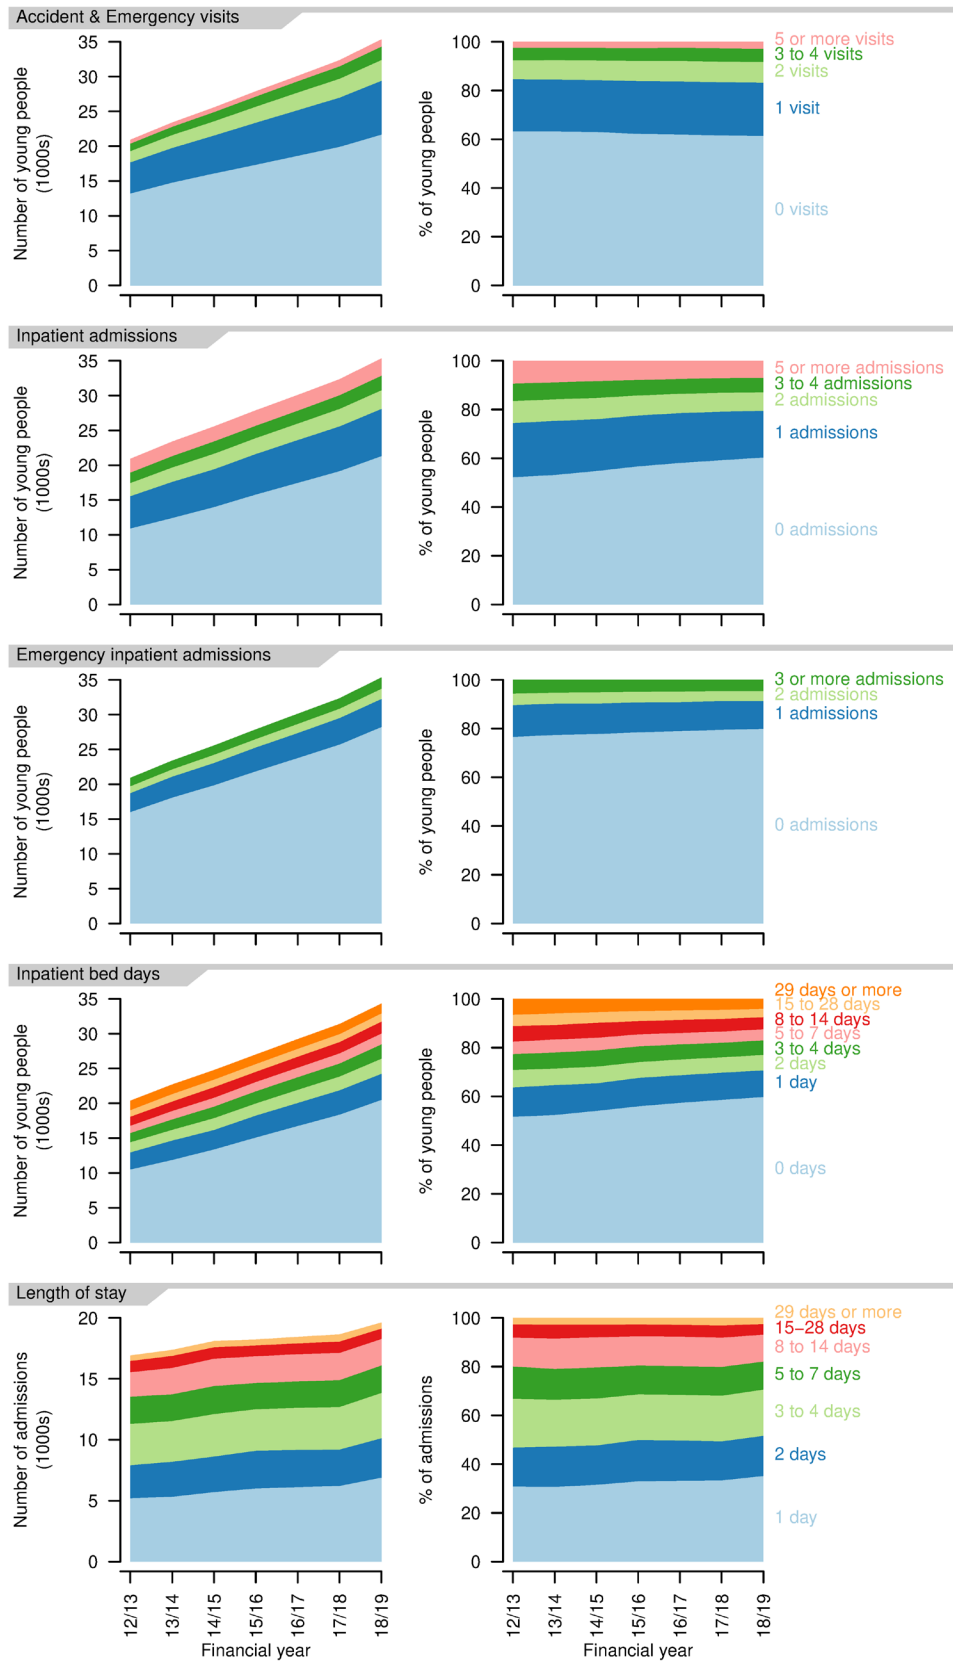 Accident & Emergency visits
Number of young people
(1000s)
35
30
25
20
15
10
5
0
% of young people
100
80
60
40
20
0
5 or more visits
3 to 4 visits
2 visits
1 visit
0 visits
Inpatient admissions
Number of young people
(1000s)
35
30
25
20
15
10
5
0
% of young people
100
80
60
40
20
0
5 or more admissions
3 to 4 admissions
2 admissions
1 admissions
0 admissions
Emergency inpatient admissions
Number of young people
(1000s)
35
30
25
20
15
10
5
0
% of young people
100
80
60
40
20
0
3 or more admissions
2 admissions
1 admissions
0 admissions
Inpatient bed days
Number of young people
(1000s)
35
30
25
20
15
10
5
0
% of young people
100
80
60
40
20
0
29 days or more
15 to 28 days
8 to 14 days
5 to 7 days
3 to 4 days
2 days
1 day
0 days
Length of stay
Number of admissions
(1000s)
20
15
10
5
0
% of admissions
100
80
60
40
20
0
29 days or more
15–28 days
8 to 14 days
5 to 7 days
3 to 4 days
2 days
1 day
12/13
13/14
14/15
15/16
16/17
17/18
18/19
Financial year
12/13
13/14
14/15
15/16
16/17
17/18
18/19
Financial year